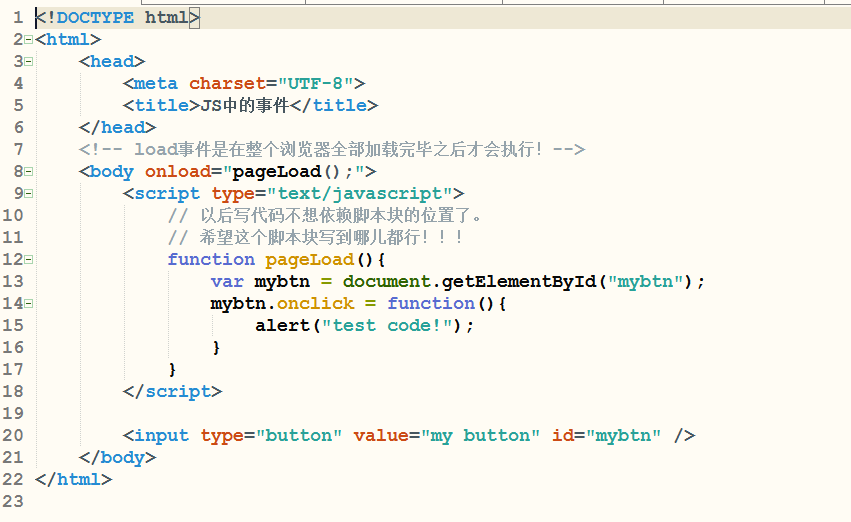 1 <!DOCTYPE html>
2 <html>
3     <head>
4         <meta charset="UTF-8">
5         <title>JS中的事件</title>
6     </head>
7     <!-- load事件是在整个浏览器全部加载完毕之后才会执行！-->
8     <body onload="pageLoad();">
9         <script type="text/javascript">
10             // 以后写代码不想依赖脚本块的位置了。
11             // 希望这个脚本块写到哪儿都行！！！
12             function pageLoad(){
13                 var mybtn = document.getElementById("mybtn");
14                 mybtn.onclick = function(){
15                     alert("test code!");
16                 }
17             }
18         </script>
19
20         <input type="button" value="my button" id="mybtn" />
21     </body>
22 </html>
23